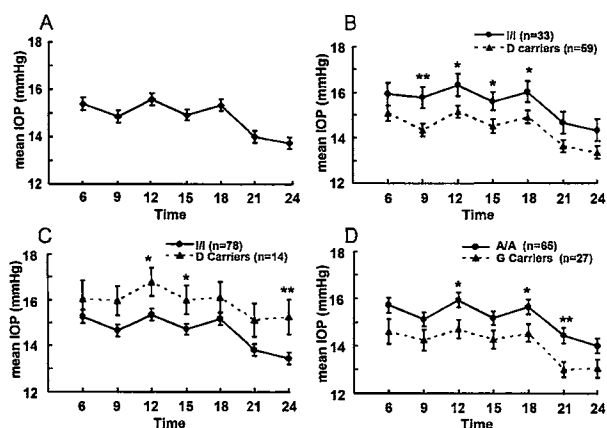 A
mean IOP (mmHg)
18
16
14
12
6 9 12 15 18 21 24
Time
B
I/I (n=33)
D carriers (n=59)
mean IOP (mmHg)
18
16
14
12
** * * *
6 9 12 15 18 21 24
Time
C
I/I (n=78)
D Carriers (n=14)
mean IOP (mmHg)
18
16
14
12
* * **
6 9 12 15 18 21 24
Time
D
A/A (n=65)
G Carriers (n=27)
mean IOP (mmHg)
18
16
14
12
* * **
6 9 12 15 18 21 24
Time